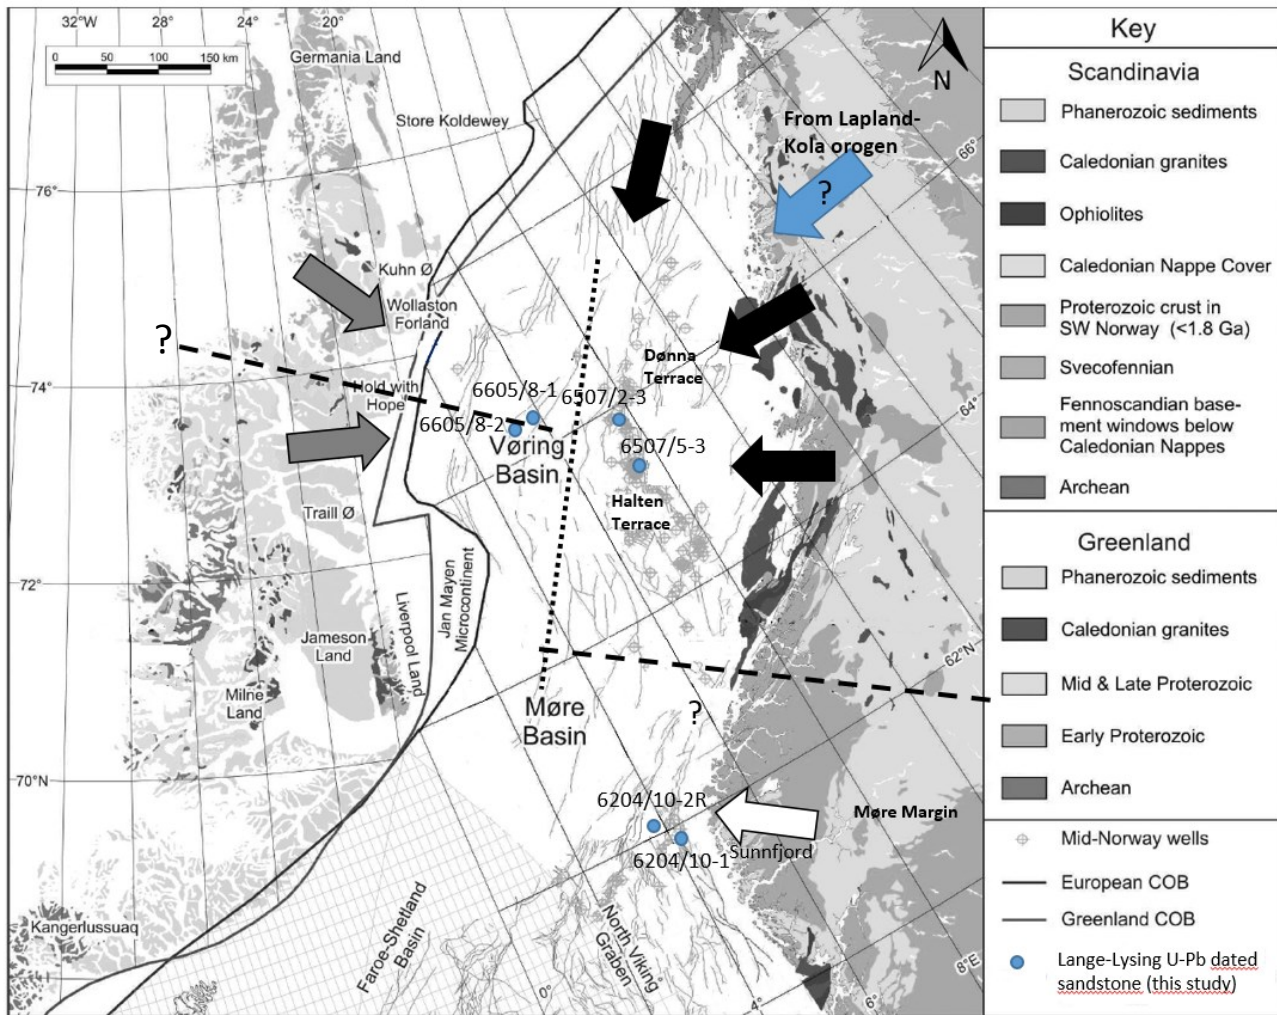 32°W
24°
20°
0
50
100
150 km
Germania Land
N
Store Koldewey
From Lapland-
Kola orogen
?
66°
76°
Kuhn Ø
Wollaston
Forland
?
Dønna
Terrace
74°
Hold with
Hope
6605/8-1
6507/2-3
64°
6605/8-2
Vøring
Basin
6507/5-3
Halten
Terrace
Traill Ø
72°
Jan Mayen
Microcontinent
Liverpool Land
Jameson
Land
62°N
Milne
Land
Møre
Basin
?
70°N
6204/10-2R
Møre Margin
6204/10-1
Sunnfjord
Kangerlussuaq
Faroe-Shetland
Basin
North Viking
Graben
0°
4°
6°
8°E
Key
Scandinavia
Phanerozoic sediments
Caledonian granites
Ophiolites
Caledonian Nappe Cover
Proterozoic crust in
SW Norway (<1.8 Ga)
Svecofennian
Fennoscandian base-
ment windows below
Caledonian Nappes
Archean
Greenland
Phanerozoic sediments
Caledonian granites
Mid & Late Proterozoic
Early Proterozoic
Archean
Mid-Norway wells
European COB
Greenland COB
Lange-Lysing U-Pb dated
sandstone (this study)